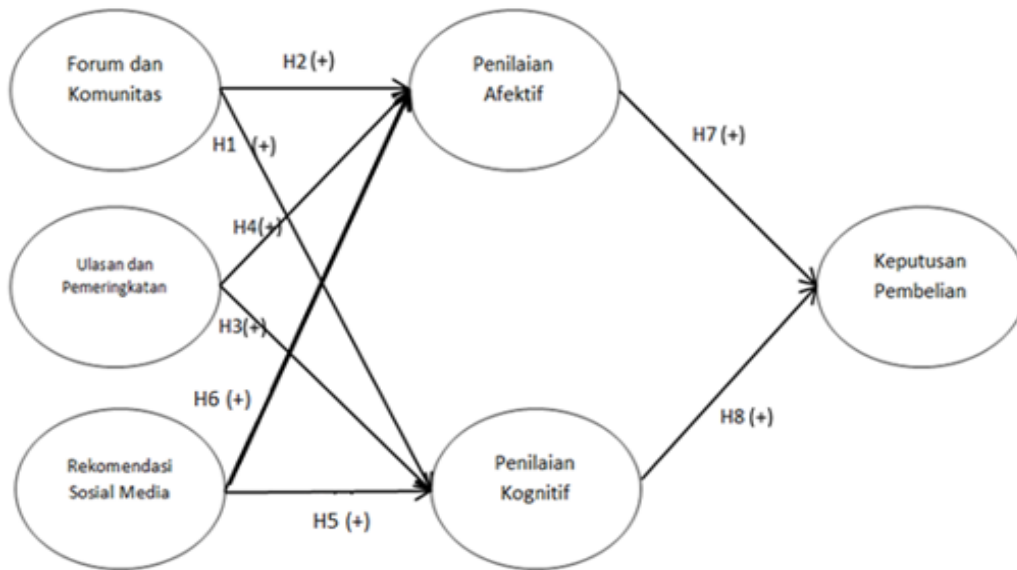 Forum dan
Komunitas
H2 (+)
Penilaian
Afektif
H1 (+)
H7 (+)
H4(+)
Ulasan dan
Pemeringkatan
Keputusan
Pembelian
H3(+)
H6 (+)
H8 (+)
Rekomendasi
Sosial Media
Penilaian
Kognitif
H5 (+)